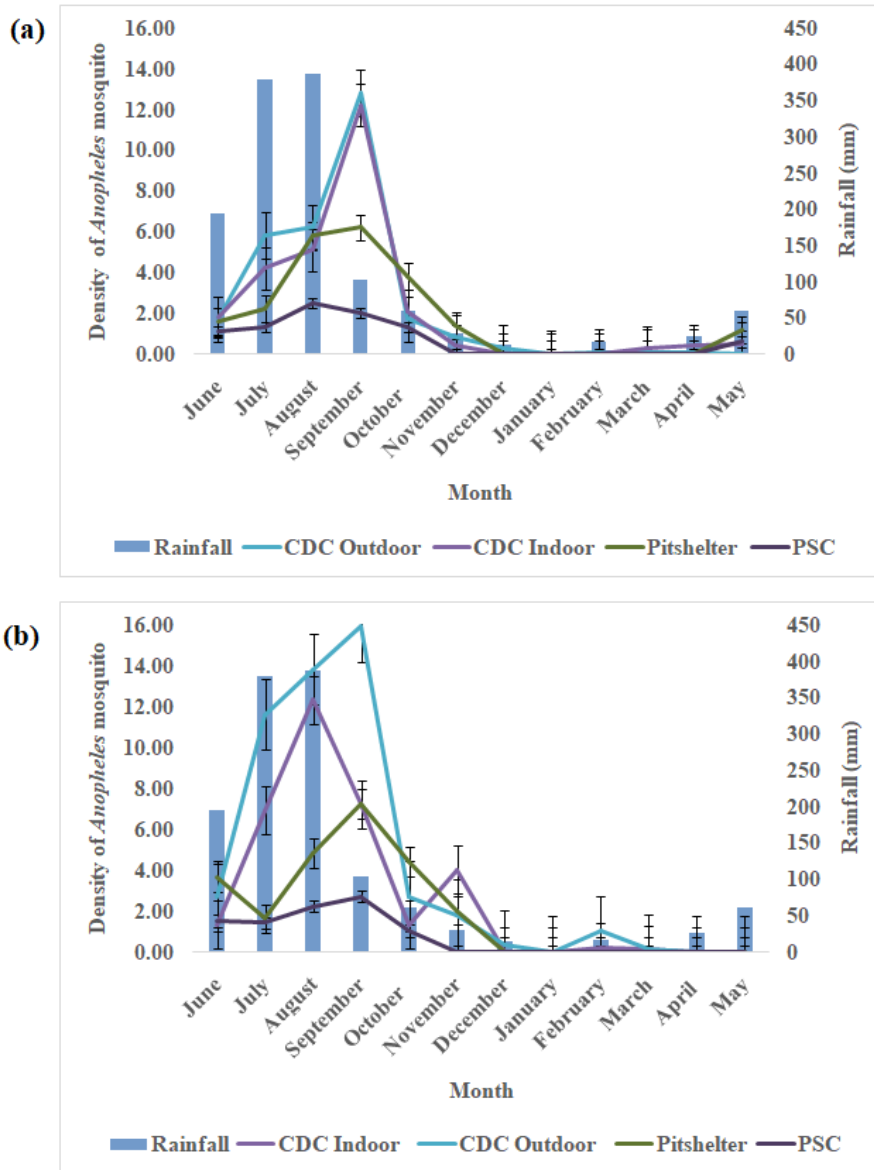 (a)
16.00
14.00
12.00
10.00
8.00
6.00
4.00
2.00
0.00
Density of Anopheles mosquito
450
400
350
300
250
200
150
100
50
0
Rainfall (mm)
June
July
August
September
October
November
December
January
February
March
April
May
Month
Rainfall CDC Outdoor CDC Indoor Pitshelter PSC
(b)
16.00
14.00
12.00
10.00
8.00
6.00
4.00
2.00
0.00
Density of Anopheles mosquito
450
400
350
300
250
200
150
100
50
0
Rainfall (mm)
June
July
August
September
October
November
December
January
February
March
April
May
Month
Rainfall CDC Indoor CDC Outdoor Pitshelter PSC